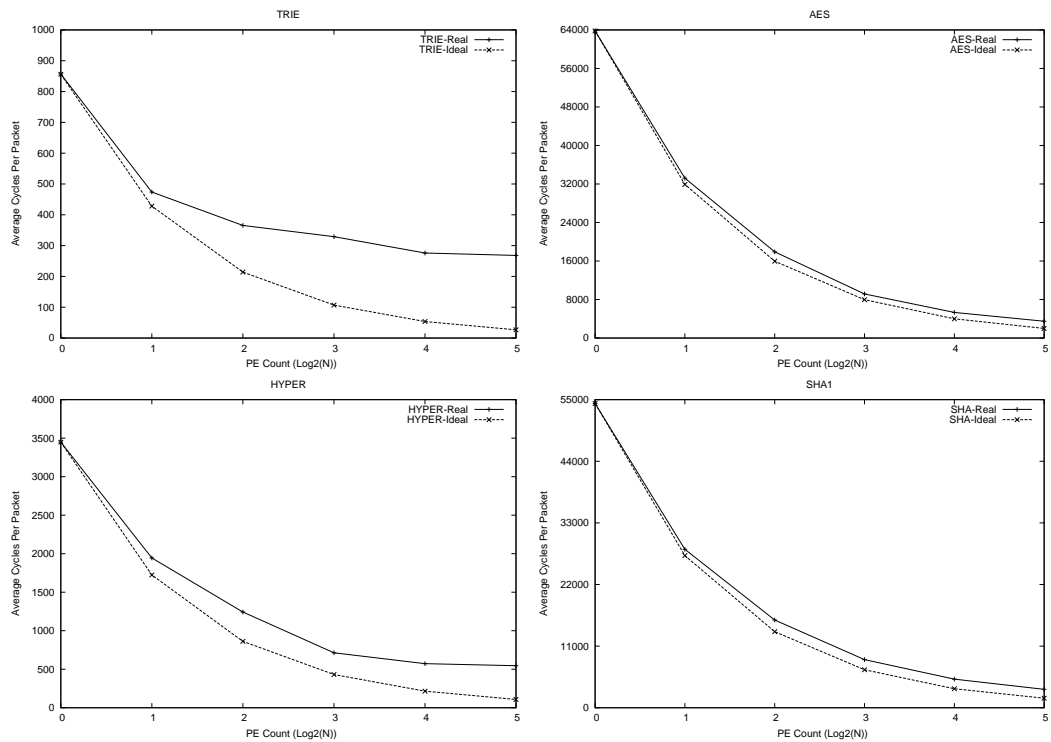 TRIE
1000
900
800
700
600
500
400
300
200
100
0
Average Cycles Per Packet
TRIE-Real
TRIE-Ideal
0 1 2 3 4 5
PE Count (Log2(N))
AES
64000
56000
48000
40000
32000
24000
16000
8000
0
Average Cycles Per Packet
AES-Real
AES-Ideal
0 1 2 3 4 5
PE Count (Log2(N))
HYPER
4000
3500
3000
2500
2000
1500
1000
500
0
Average Cycles Per Packet
HYPER-Real
HYPER-Ideal
0 1 2 3 4 5
PE Count (Log2(N))
SHA1
55000
44000
33000
22000
11000
0
Average Cycles Per Packet
SHA-Real
SHA-Ideal
0 1 2 3 4 5
PE Count (Log2(N))